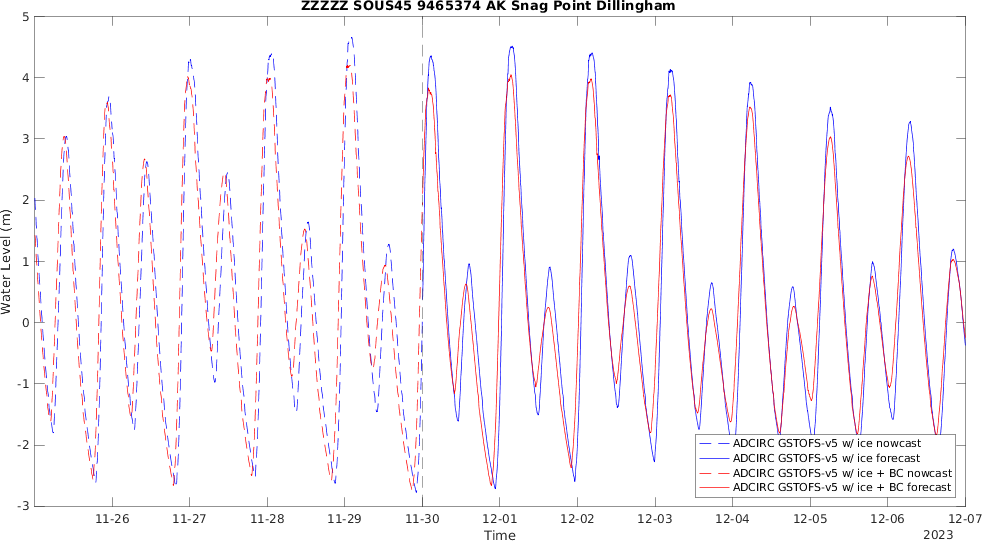 ZZZZZ SOUS45 9465374 AK Snag Point Dillingham
5
4
3
2
1
0
-1
-2
-3
Water Level (m)
ADCIRC GSTOFS-v5 w/ ice nowcast
ADCIRC GSTOFS-v5 w/ ice forecast
ADCIRC GSTOFS-v5 w/ ice + BC nowcast
ADCIRC GSTOFS-v5 w/ ice + BC forecast
11-26 11-27 11-28 11-29 11-30 12-01 12-02 12-03 12-04 12-05 12-06 12-07
Time
2023